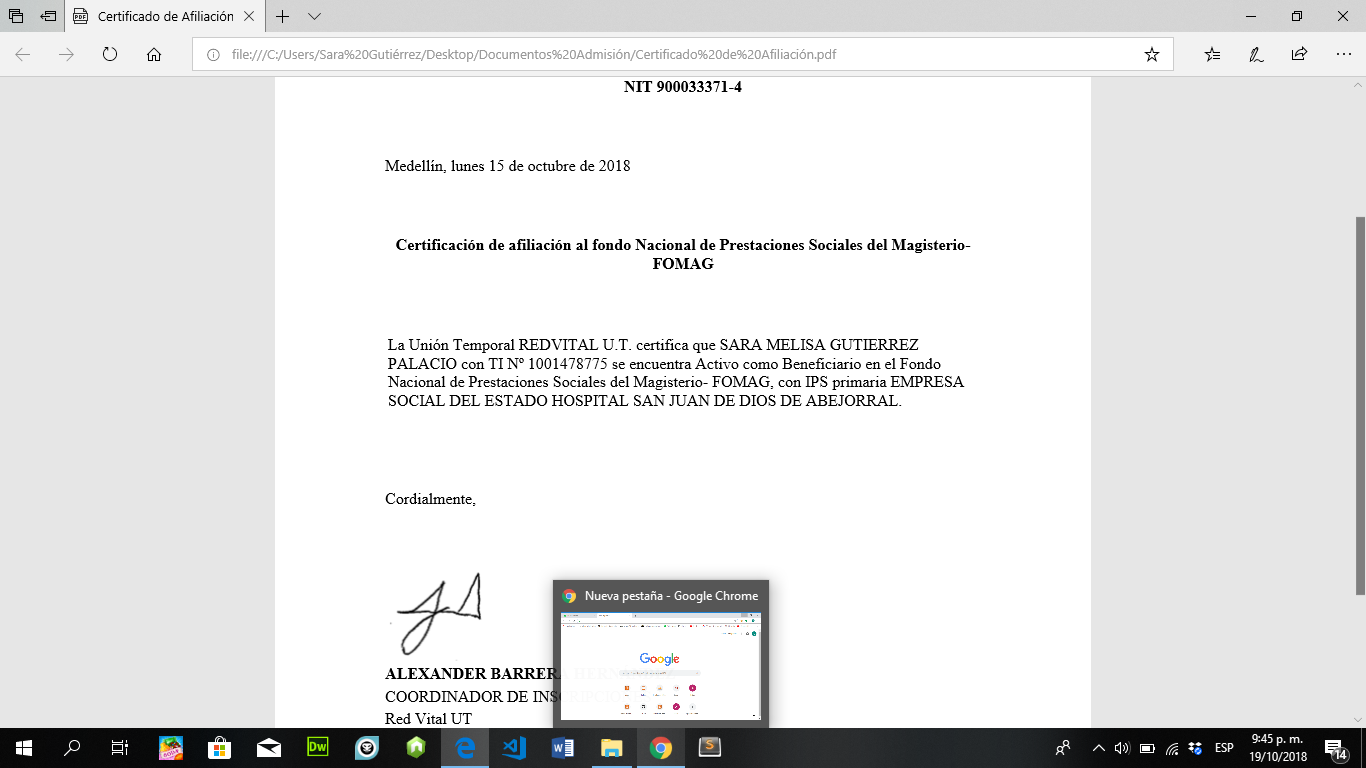 Certificado de Afiliación
file:///C:/Users/Sara%20Gutiérrez/Desktop/Documentos%20Admisión/Certificado%20de%20Afiliación.pdf
NIT 900033371-4
Medellín, lunes 15 de octubre de 2018
Certificación de afiliación al fondo Nacional de Prestaciones Sociales del Magisterio-
FOMAG
La Unión Temporal REDVITAL U.T. certifica que SARA MELISA GUTIERREZ
PALACIO con TI Nº 1001478775 se encuentra Activo como Beneficiario en el Fondo
Nacional de Prestaciones Sociales del Magisterio- FOMAG, con IPS primaria EMPRESA
SOCIAL DEL ESTADO HOSPITAL SAN JUAN DE DIOS DE ABEJORRAL.
Cordialmente,
Nueva pestaña - Google Chrome
Google
ALEXANDER BARRERA
COORDINADOR DE
Red Vital UT
Dw
S
ESP
9:45 p. m.
19/10/2018
14